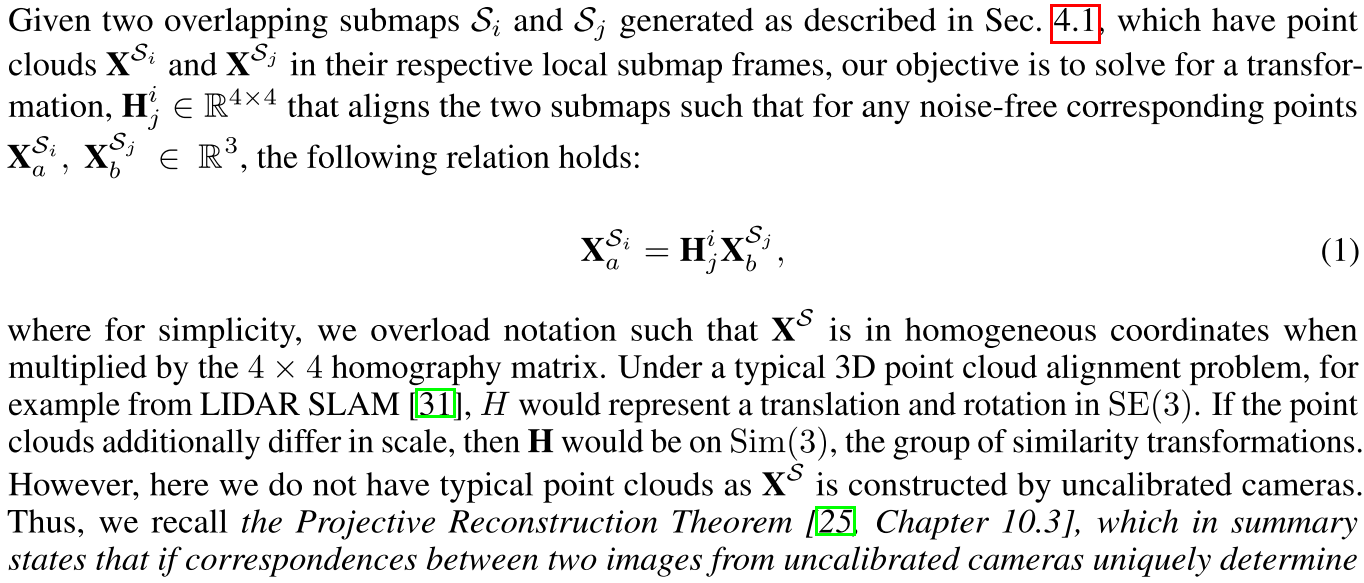 Given two overlapping submaps $\mathcal{S}_i$ and $\mathcal{S}_j$ generated as described in Sec. 4.1, which have point
clouds $\mathbf{X}^{\mathcal{S}_i}$ and $\mathbf{X}^{\mathcal{S}_j}$ in their respective local submap frames, our objective is to solve for a transfor-
mation, $\mathbf{H}^i_j \in \mathbb{R}^{4 \times 4}$ that aligns the two submaps such that for any noise-free corresponding points
$\mathbf{X}^{\mathcal{S}_i}_a, \mathbf{X}^{\mathcal{S}_j}_b \in \mathbb{R}^3$, the following relation holds:
$\mathbf{X}^{\mathcal{S}_i}_a = \mathbf{H}^i_j \mathbf{X}^{\mathcal{S}_j}_b,$ (1)
where for simplicity, we overload notation such that $\mathbf{X}^{\mathcal{S}}$ is in homogeneous coordinates when
multiplied by the $4 \times 4$ homography matrix. Under a typical 3D point cloud alignment problem, for
example from LIDAR SLAM [31], $H$ would represent a translation and rotation in $\mathrm{SE}(3)$. If the point
clouds additionally differ in scale, then $\mathbf{H}$ would be on $\mathrm{Sim}(3)$, the group of similarity transformations.
However, here we do not have typical point clouds as $\mathbf{X}^{\mathcal{S}}$ is constructed by uncalibrated cameras.
Thus, we recall the Projective Reconstruction Theorem [25, Chapter 10.3], which in summary
states that if correspondences between two images from uncalibrated cameras uniquely determine